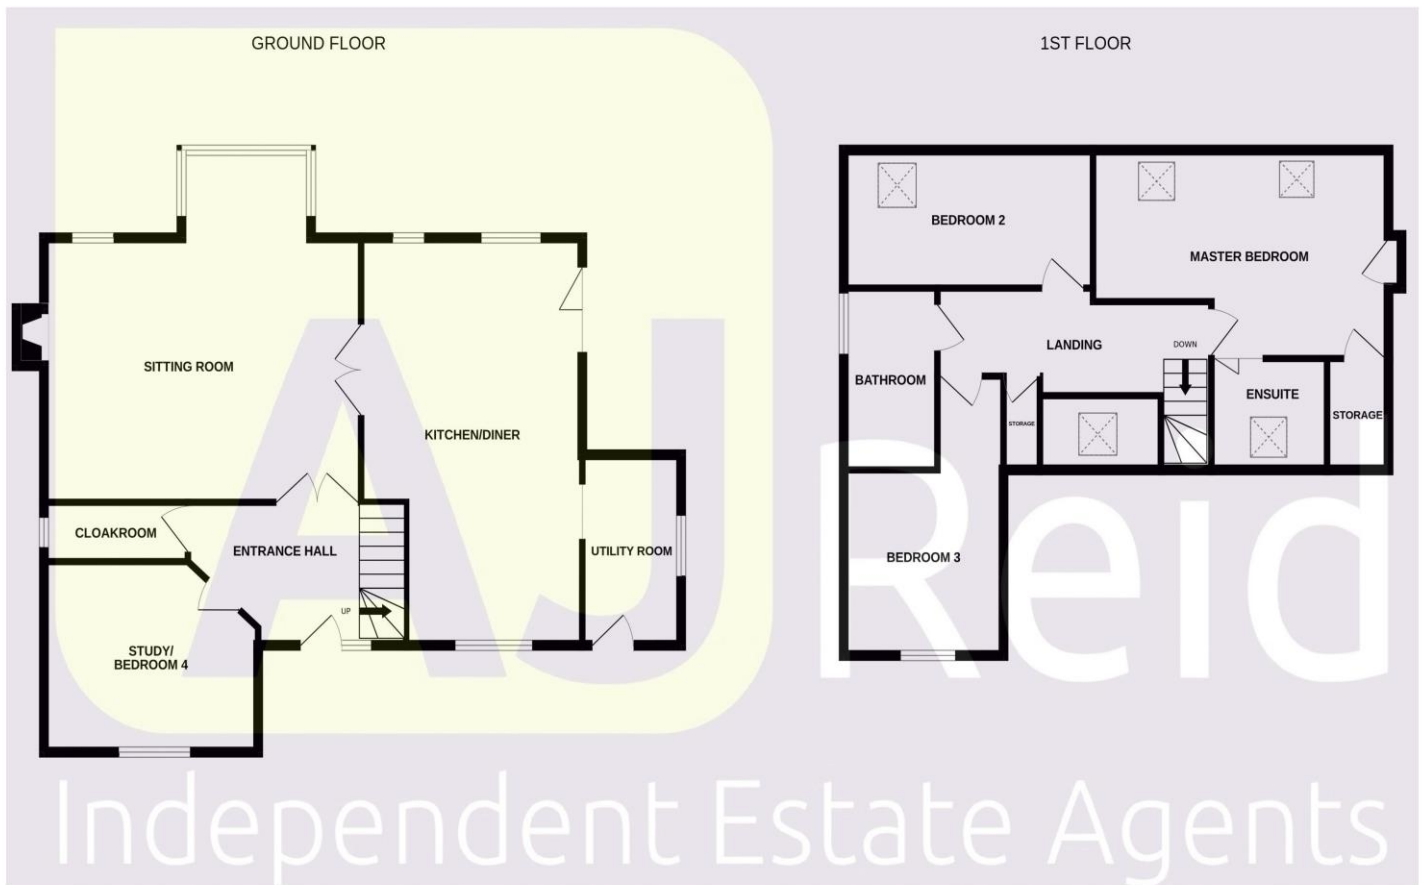 GROUND FLOOR
SITTING ROOM
KITCHEN/DINER
CLOAKROOM
ENTRANCE HALL
UTILITY ROOM
UP
STUDY/
BEDROOM 4
1ST FLOOR
BEDROOM 2
MASTER BEDROOM
LANDING
DOWN
BATHROOM
ENSUITE
STORAGE
STORAGE
BEDROOM 3
AJ Reid
Independent Estate Agents